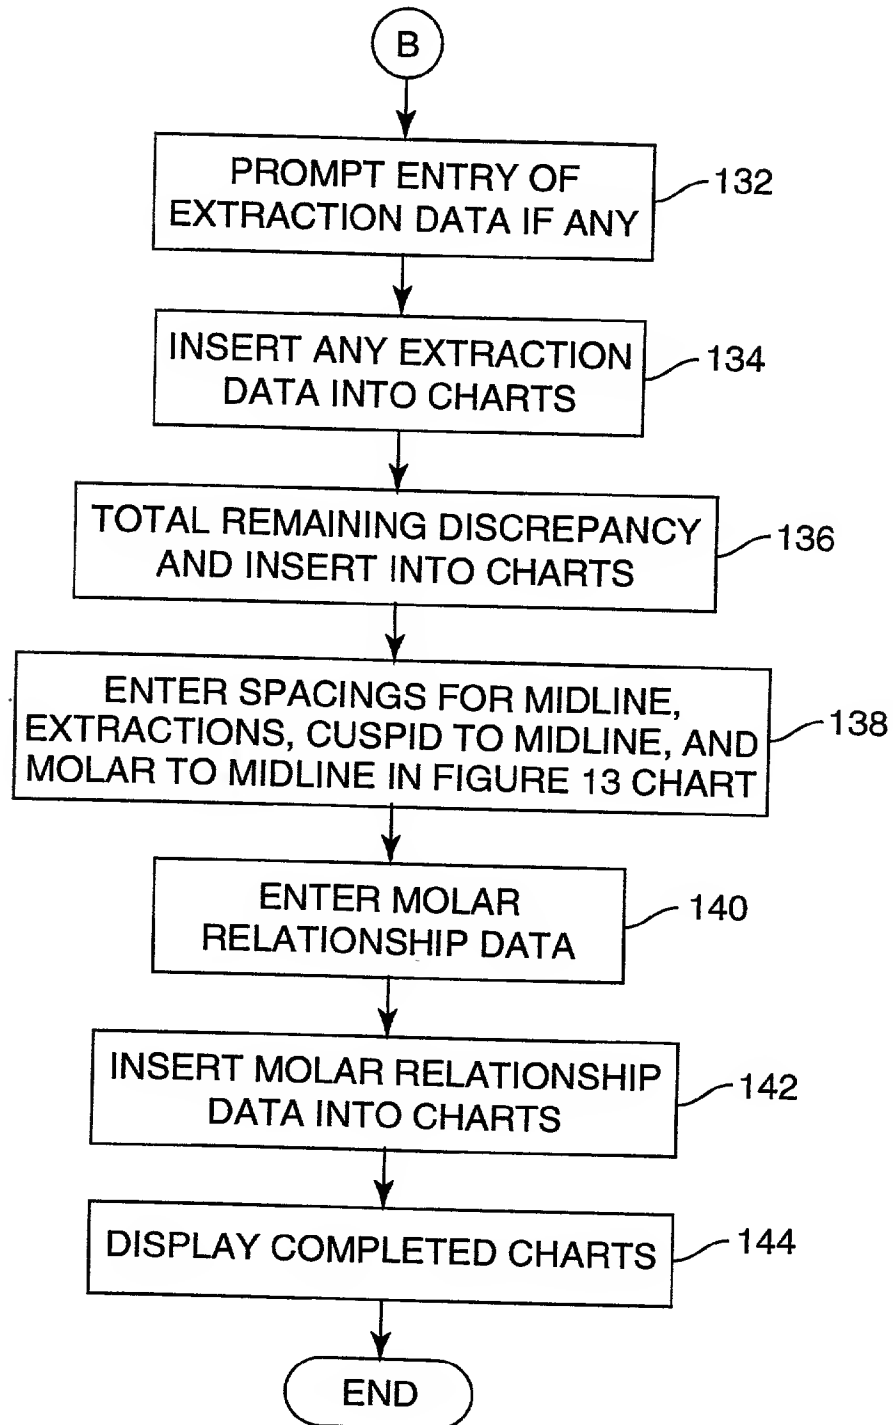 B
PROMPT ENTRY OF
EXTRACTION DATA IF ANY
132
INSERT ANY EXTRACTION
DATA INTO CHARTS
134
TOTAL REMAINING DISCREPANCY
AND INSERT INTO CHARTS
136
ENTER SPACINGS FOR MIDLINE,
EXTRACTIONS, CUSPID TO MIDLINE, AND
MOLAR TO MIDLINE IN FIGURE 13 CHART
138
ENTER MOLAR
RELATIONSHIP DATA
140
INSERT MOLAR RELATIONSHIP
DATA INTO CHARTS
142
DISPLAY COMPLETED CHARTS
144
END